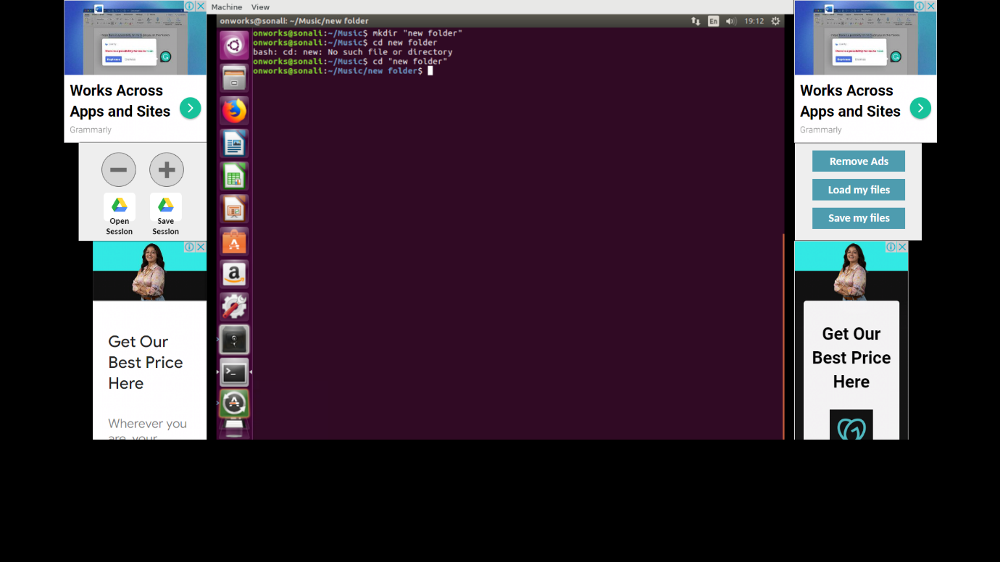 Machine View
onworks@sonali: ~/Music/new folder
En 19:12
onworks@sonali:~/Music$ mkdir "new folder"
onworks@sonali:~/Music$ cd new folder
bash: cd: new: No such file or directory
onworks@sonali:~/Music$ cd "new folder"
onworks@sonali:~/Music/new folder$
Works Across
Apps and Sites
Grammarly
Open
Session
Save
Session
Get Our
Best Price
Here
Wherever you
are, your
Works Across
Apps and Sites
Grammarly
Remove Ads
Load my files
Save my files
Get Our
Best Price
Here